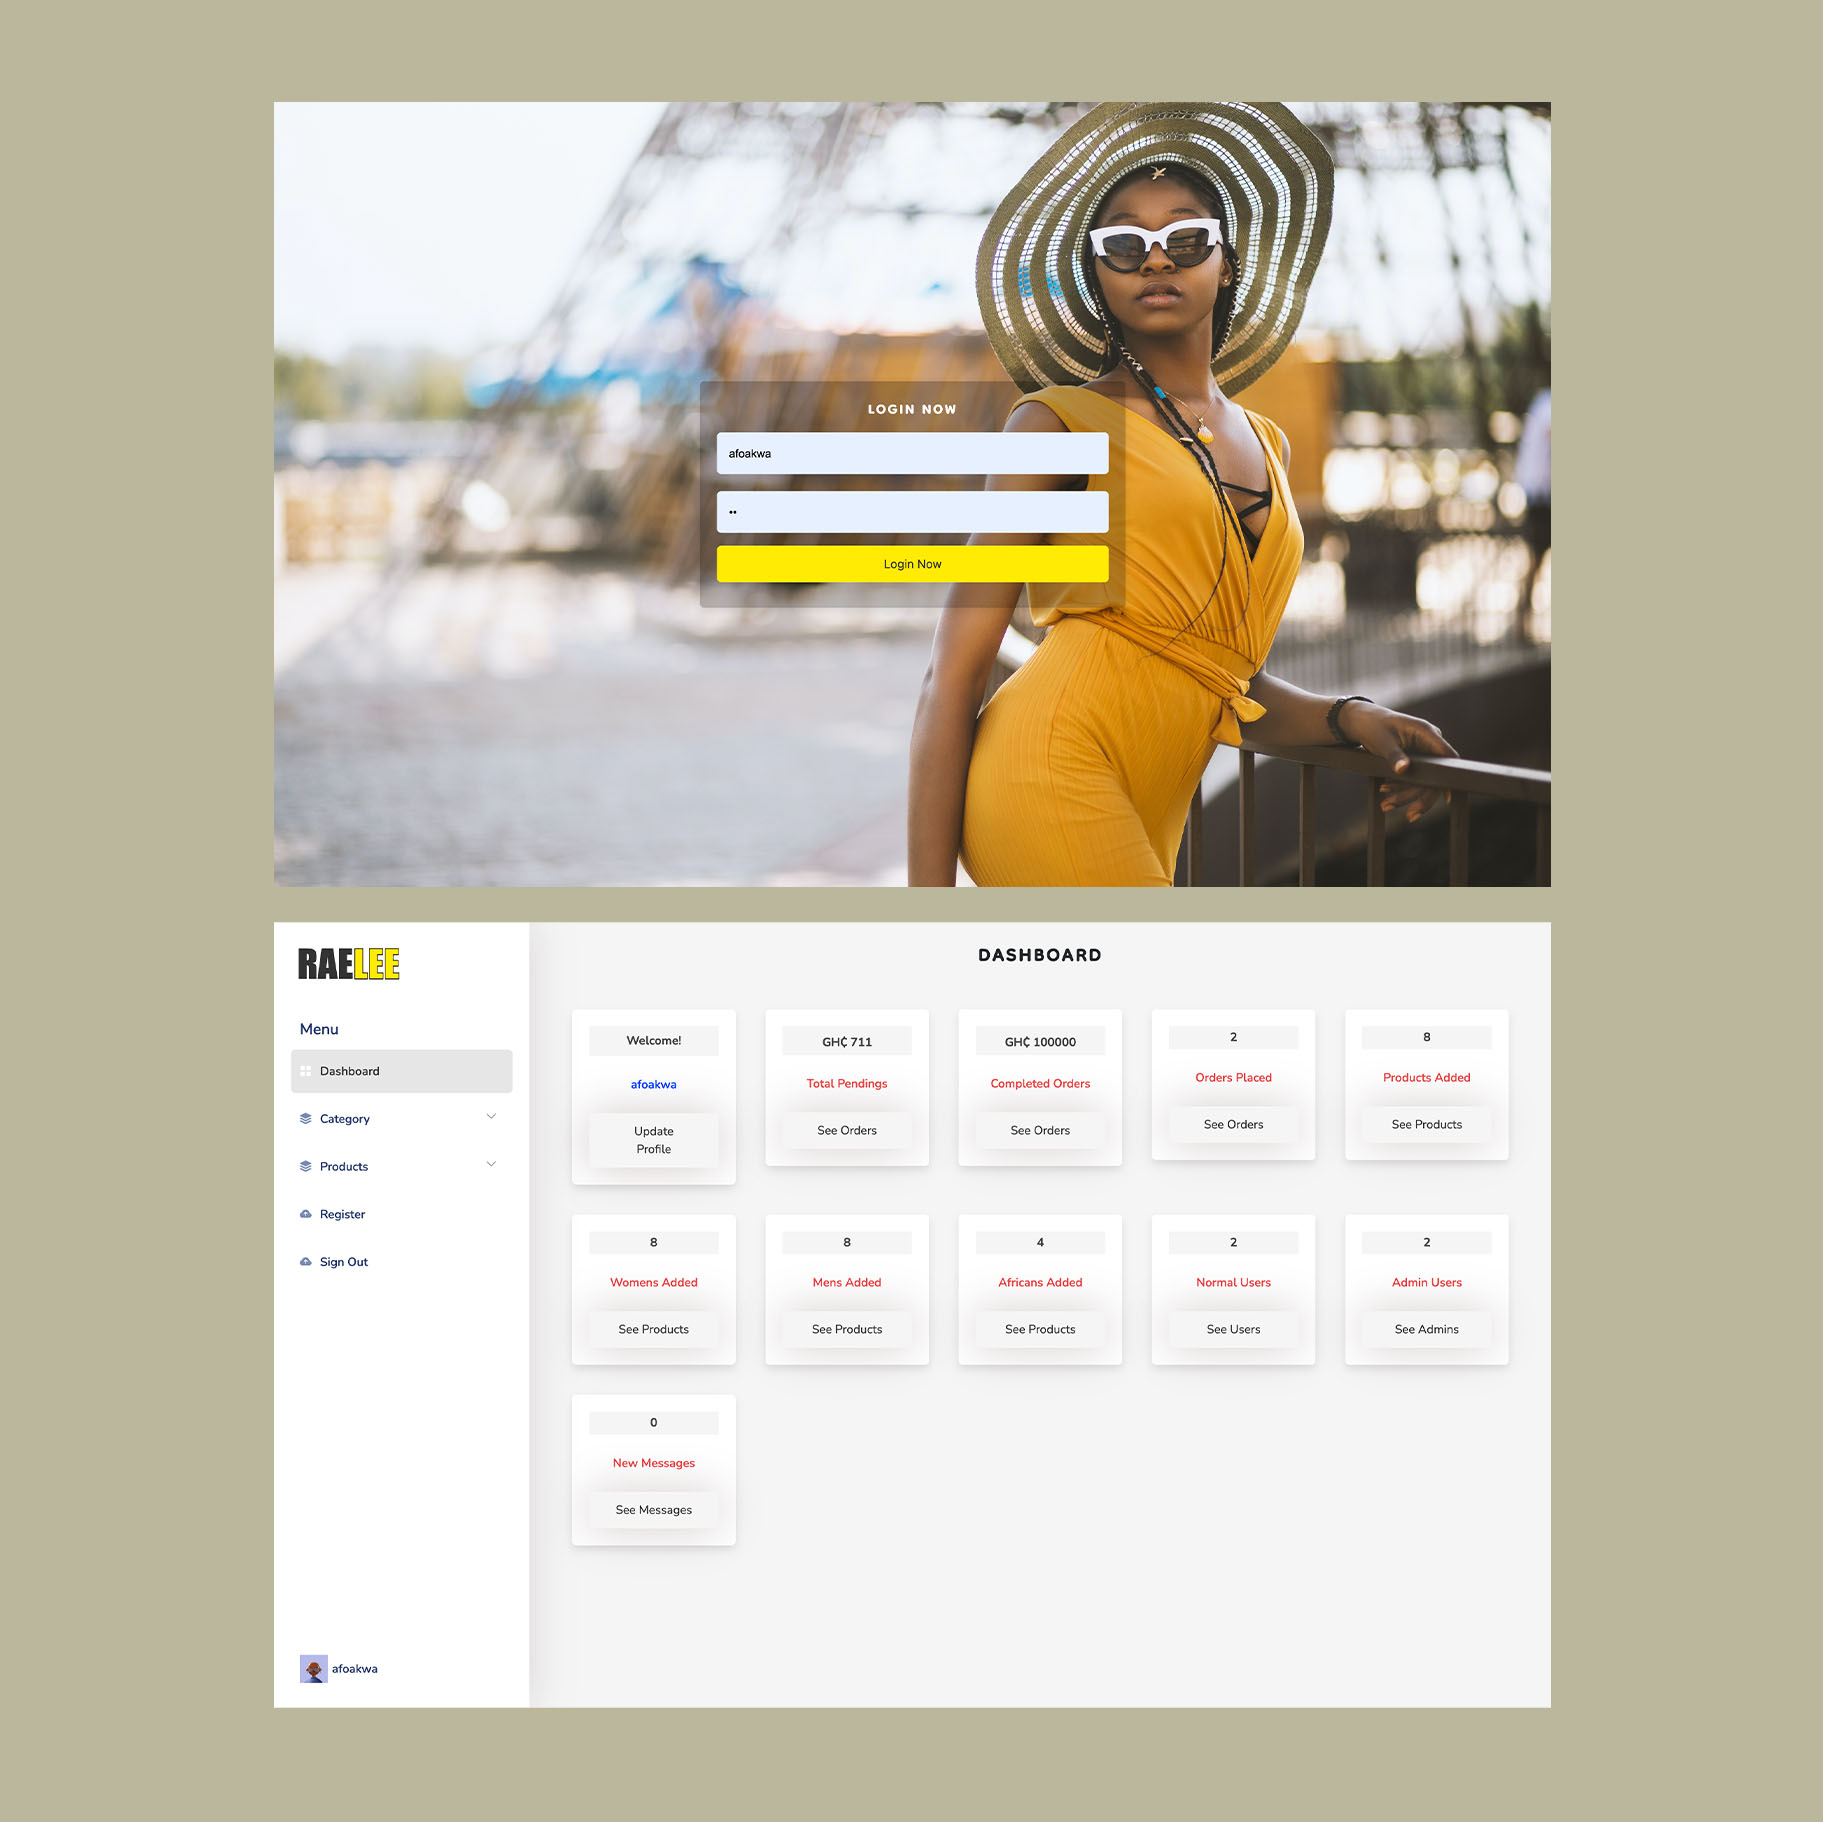 LOGIN NOW
afoakwa
••
Login Now
RAELEE
Menu
Dashboard
Category
Products
Register
Sign Out
afoakwa
DASHBOARD
Welcome!
afoakwa
Update
Profile
GH₵ 711
Total Pendings
See Orders
GH₵ 100000
Completed Orders
See Orders
2
Orders Placed
See Orders
8
Products Added
See Products
8
Womens Added
See Products
8
Mens Added
See Products
4
Africans Added
See Products
2
Normal Users
See Users
2
Admin Users
See Admins
0
New Messages
See Messages